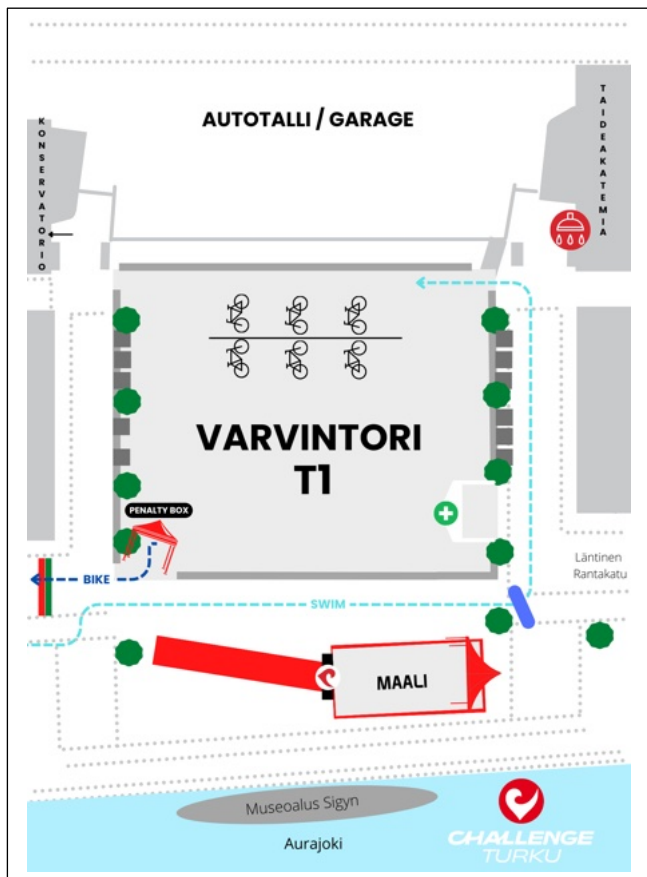 AUTOTALLI / GARAGE
KONSERVATORIO
TAIDEAKATEMIA
VARVINTORI
T1
PENALTY BOX
BIKE
SWIM
Läntinen
Rantakatu
MAALI
Museoalus Sigyn
Aurajoki
CHALLENGE
TURKU